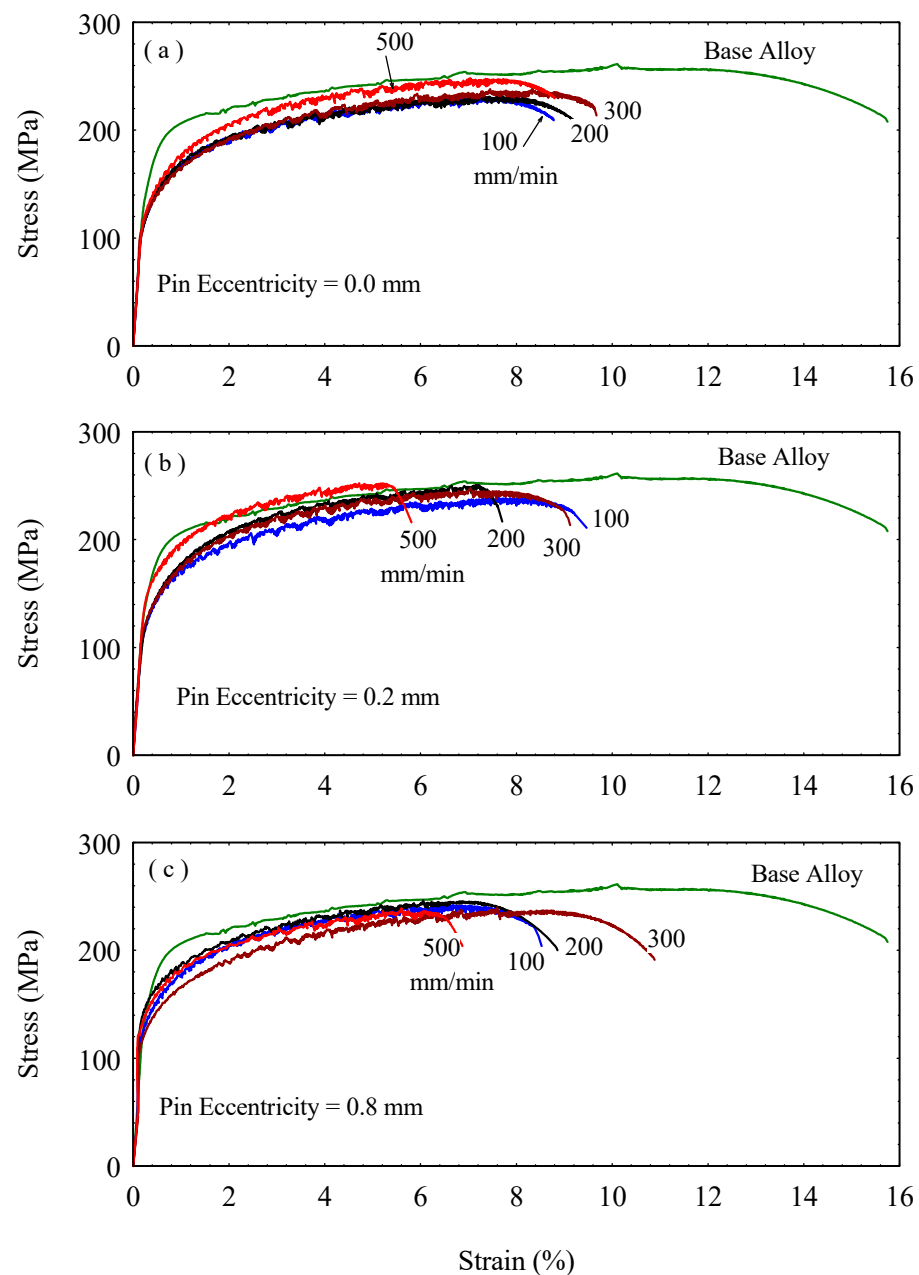 300
( a )
500
Base Alloy
200
300
100
200
mm/min
100
Pin Eccentricity = 0.0 mm
0
0 2 4 6 8 10 12 14 16
Stress (MPa)
300
( b )
Base Alloy
200
500
200
300
100
mm/min
100
Pin Eccentricity = 0.2 mm
0
0 2 4 6 8 10 12 14 16
Stress (MPa)
300
( c )
Base Alloy
200
500
100
200
300
mm/min
100
Pin Eccentricity = 0.8 mm
0
0 2 4 6 8 10 12 14 16
Stress (MPa)
Strain (%)